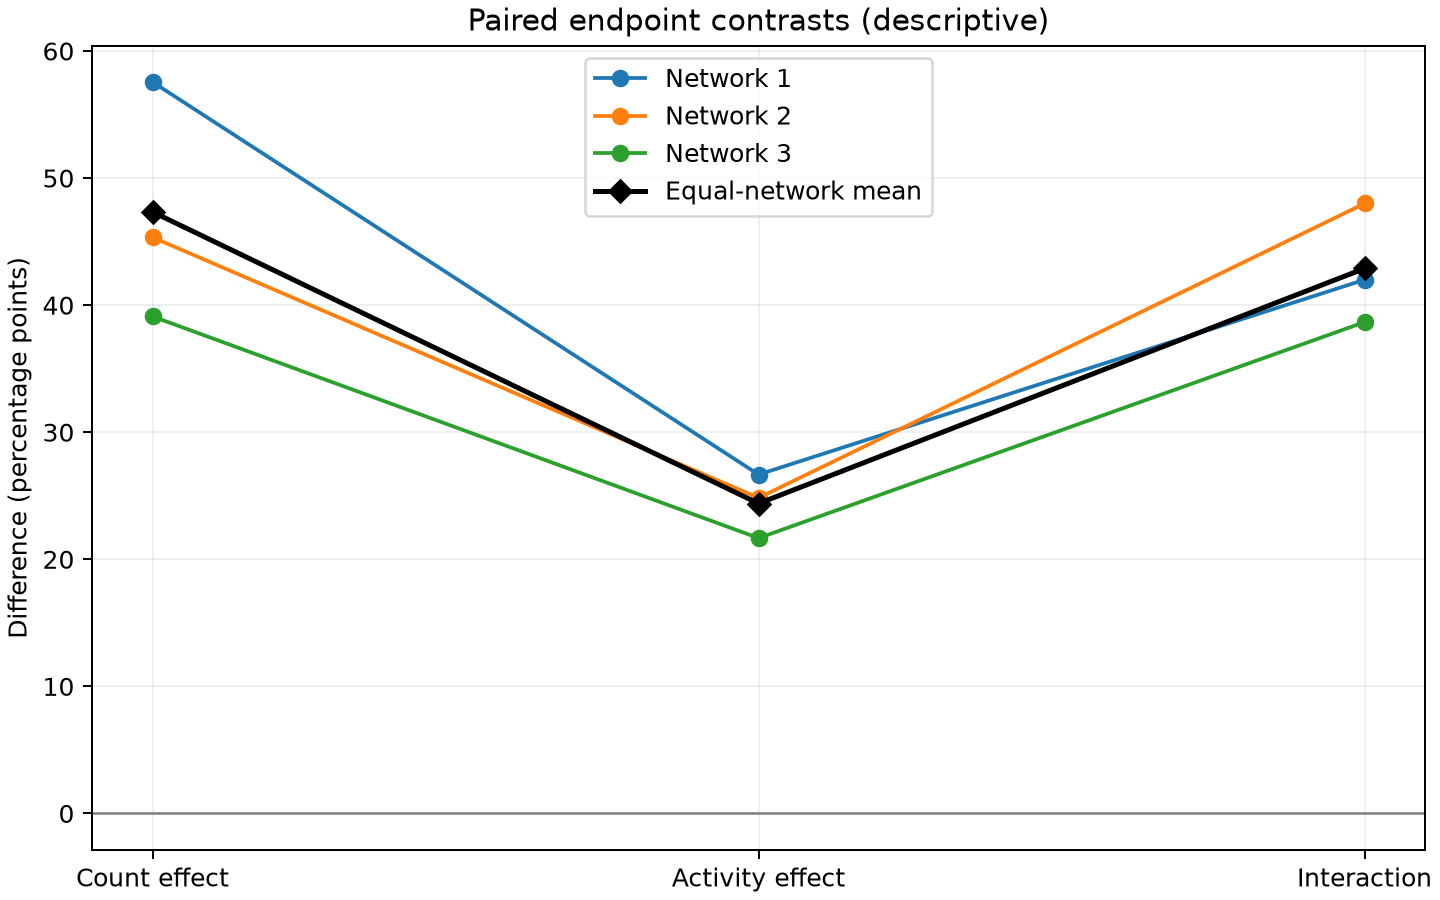 Paired endpoint contrasts (descriptive)
Network 1
Network 2
Network 3
Equal-network mean
Difference (percentage points)
60
50
40
30
20
10
0
Count effect
Activity effect
Interaction